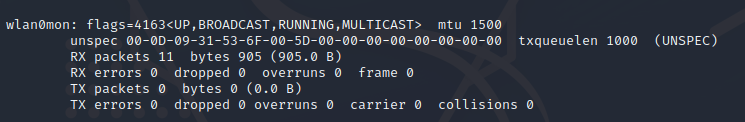 wlan0mon: flags=4163<UP,BROADCAST,RUNNING,MULTICAST>  mtu 1500
        unspec 00-0D-09-31-53-6F-00-5D-00-00-00-00-00-00-00-00  txqueuelen 1000  (UNSPEC)
        RX packets 11  bytes 905 (905.0 B)
        RX errors 0  dropped 0  overruns 0  frame 0
        TX packets 0  bytes 0 (0.0 B)
        TX errors 0  dropped 0 overruns 0  carrier 0  collisions 0